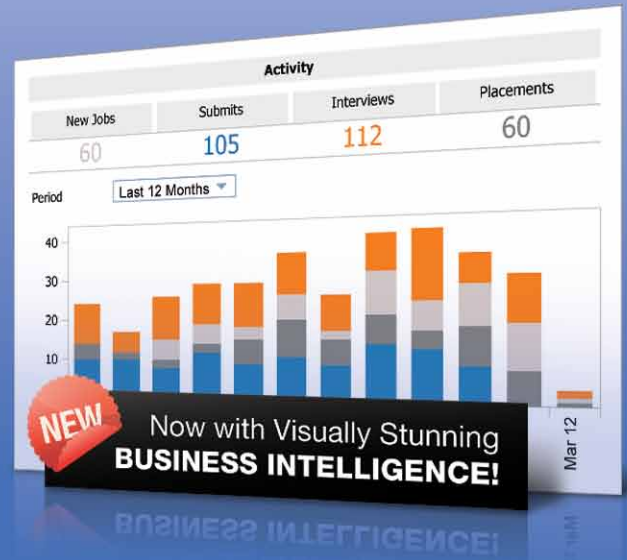 Activity
New Jobs Submits Interviews Placements
60 105 112 60
Period Last 12 Months
40
30
20
10
Mar 12
NEW
Now with Visually Stunning
BUSINESS INTELLIGENCE!